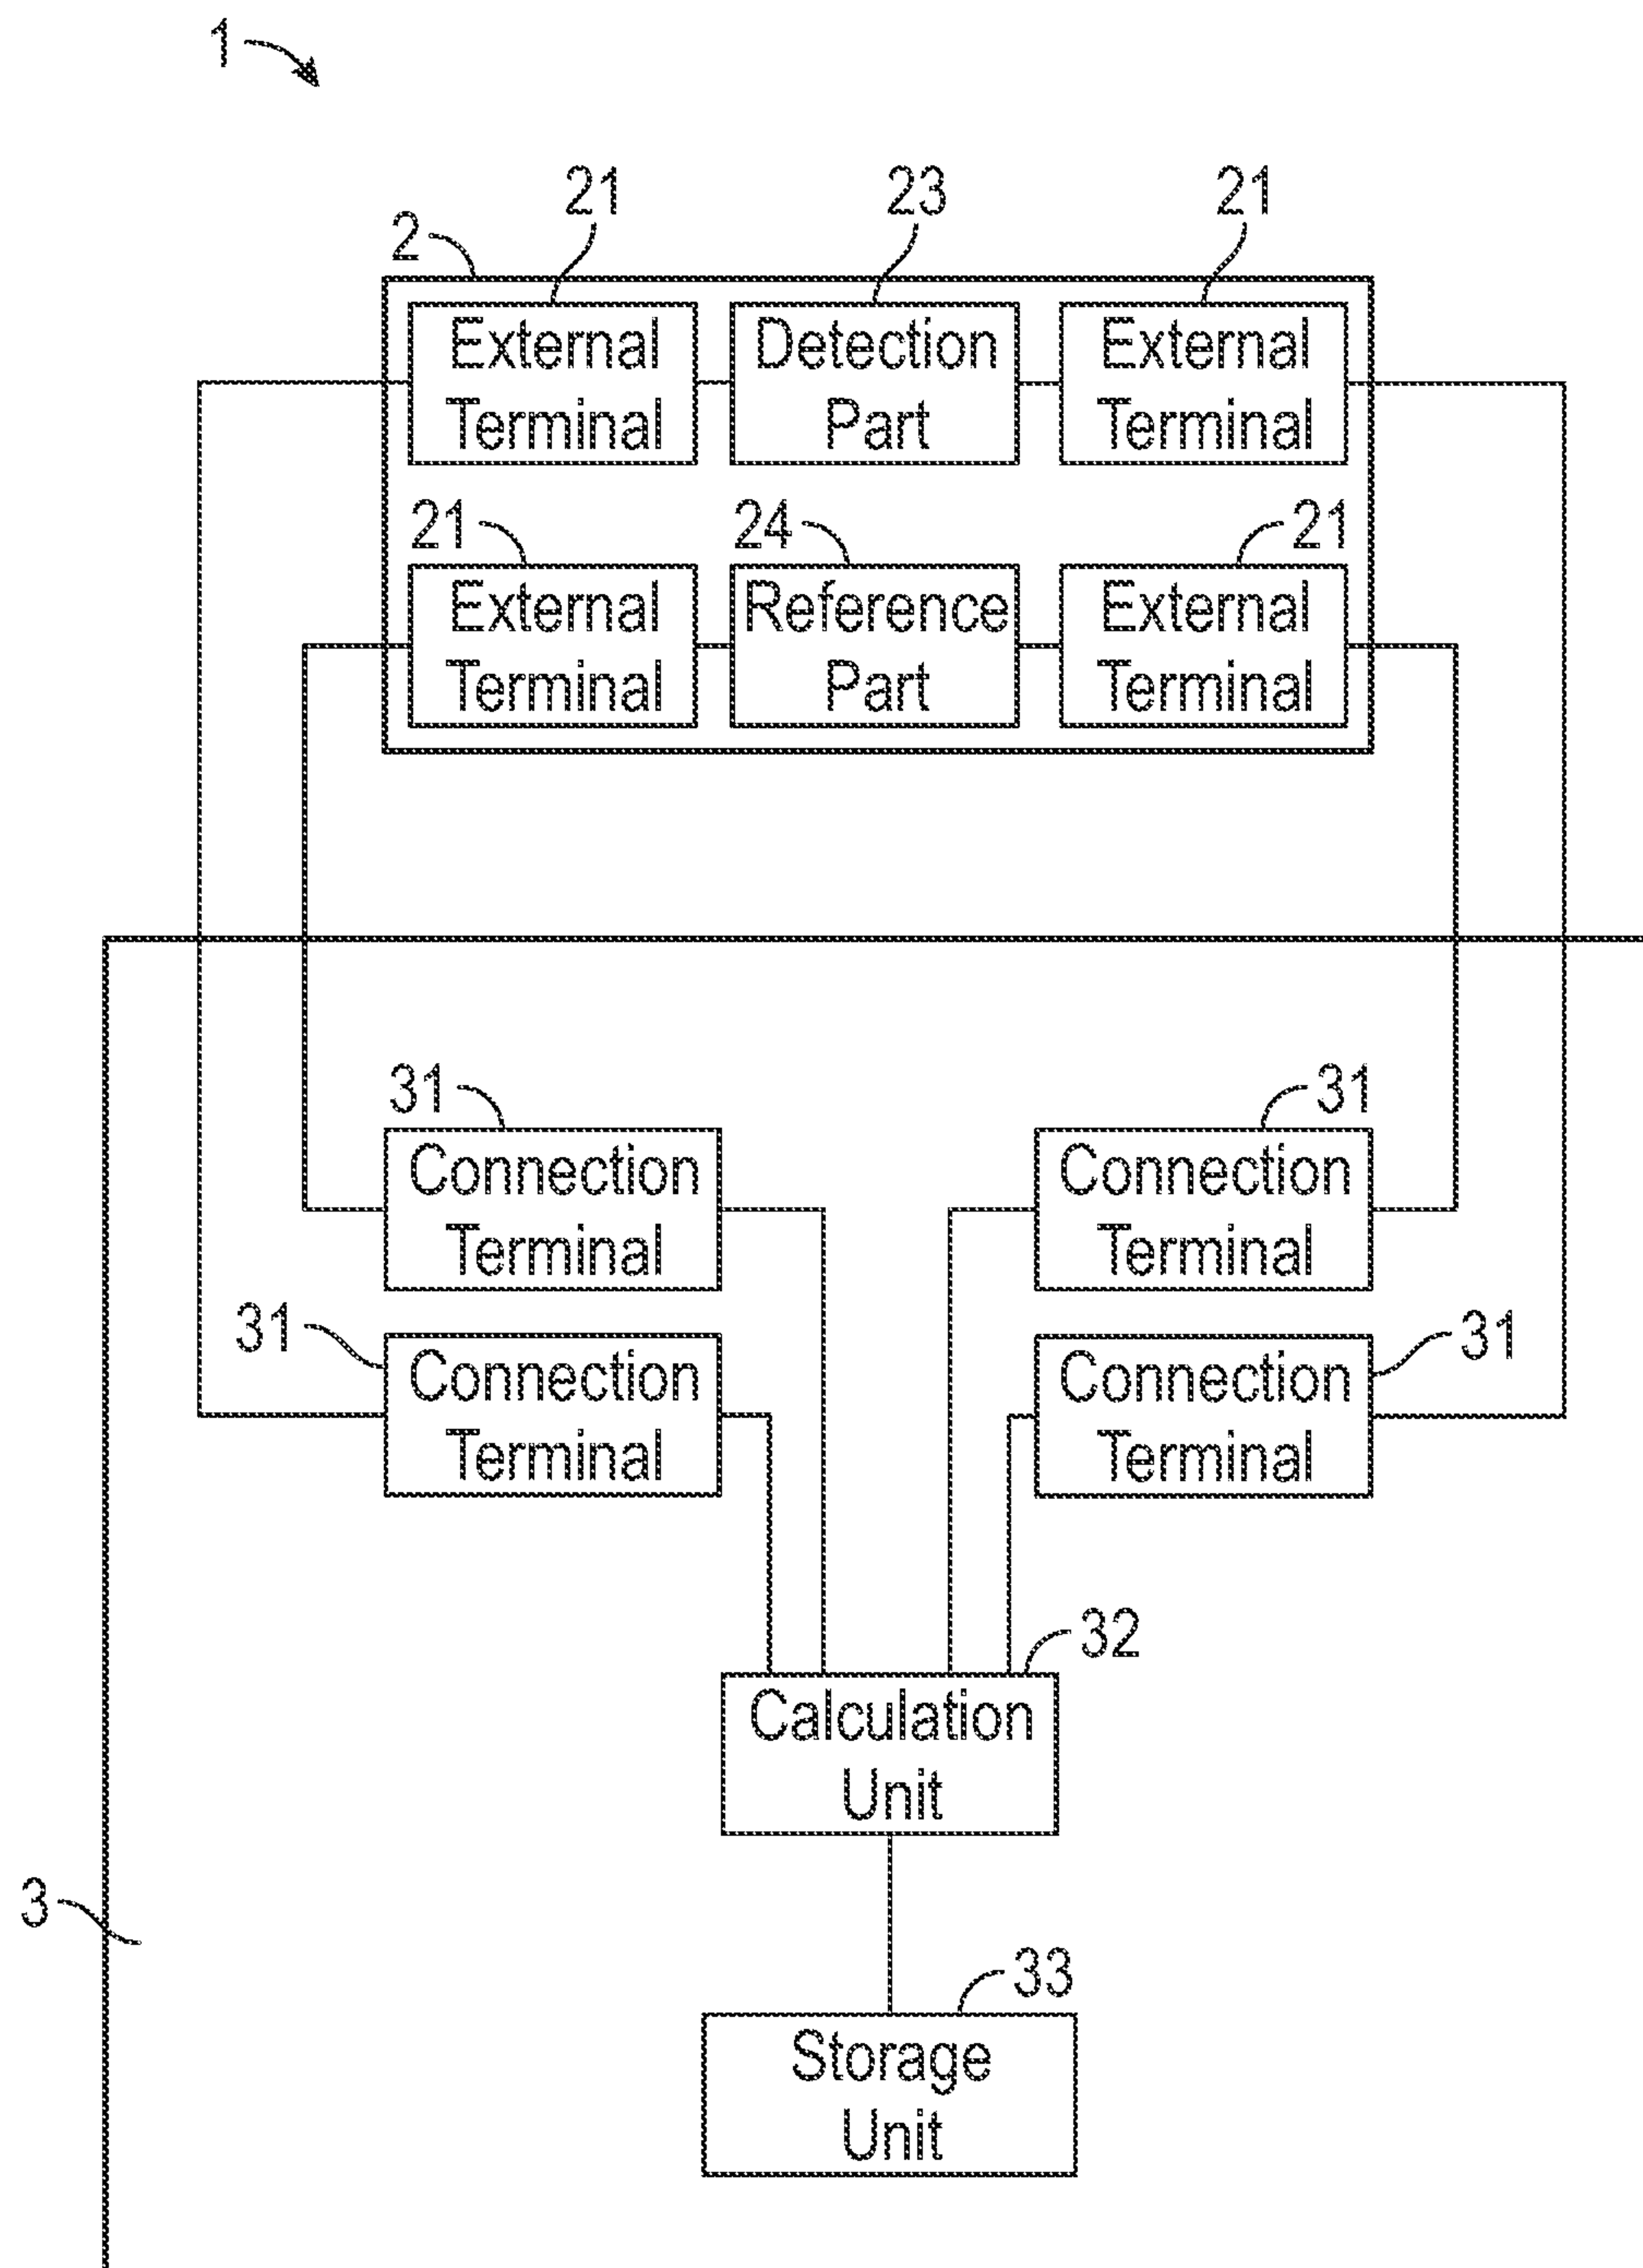 1
2
21
23
21
External
Terminal
Detection
Part
External
Terminal
21
24
21
External
Terminal
Reference
Part
External
Terminal
31
31
Connection
Terminal
Connection
Terminal
31
31
Connection
Terminal
Connection
Terminal
32
Calculation
Unit
3
33
Storage
Unit